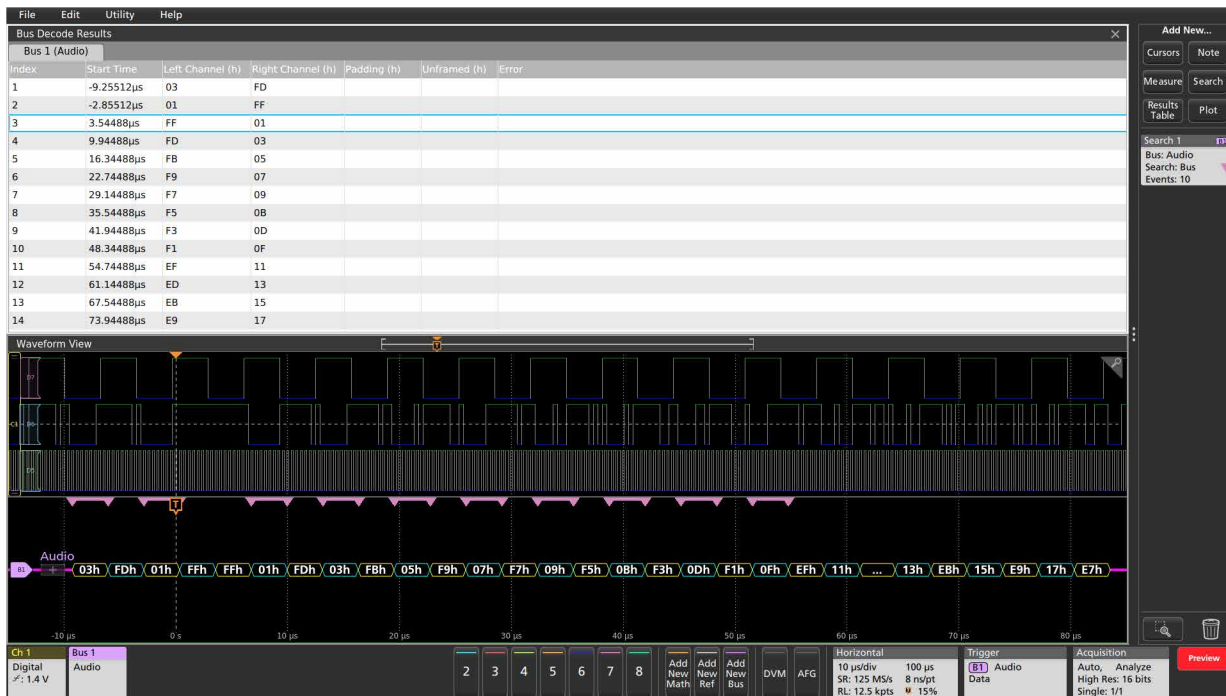 File Edit Utility Help
Bus Decode Results
Bus 1 (Audio)
Index Start Time Left Channel (h) Right Channel (h) Padding (h) Unframed (h) Error
1 -9.25512µs 03 FD
2 -2.85512µs 01 FF
3 3.54488µs FF 01
4 9.94488µs FD 03
5 16.34488µs FB 05
6 22.74488µs F9 07
7 29.14488µs F7 09
8 35.54488µs F5 0B
9 41.94488µs F3 0D
10 48.34488µs F1 0F
11 54.74488µs EF 11
12 61.14488µs ED 13
13 67.54488µs EB 15
14 73.94488µs E9 17
Waveform View
T
D7
C1 D6
D5
T
Audio
B1 + 03h FDh 01h FFh FFh 01h FDh 03h FBh 05h F9h 07h F7h 09h F5h 0Bh F3h 0Dh F1h 0Fh EFh 11h ... 13h EBh 15h E9h 17h E7h
-10 µs 0 s 10 µs 20 µs 30 µs 40 µs 50 µs 60 µs 70 µs 80 µs
Add New...
Cursors Note
Measure Search
Results Table Plot
Search 1
Bus: Audio
Search: Bus
Events: 10
Ch 1
Digital
: 1.4 V
Bus 1
Audio
2 3 4 5 6 7 8
Add New Math
Add New Ref
Add New Bus
DVM AFG
Horizontal
10 µs/div 100 µs
SR: 125 MS/s 8 ns/pt
RL: 12.5 kpts 15%
Trigger
B1 Audio
Data
Acquisition
Auto, Analyze
High Res: 16 bits
Single: 1/1
Preview